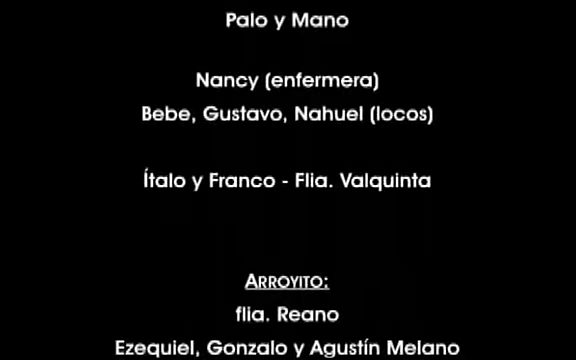 Palo y Mano
Nancy (enfermera)
Bebe, Gustavo, Nahuel (locos)
Ítalo y Franco - Flia. Valquinta
ARROYITO:
flia. Reano
Ezequiel, Gonzalo y Agustín Melano